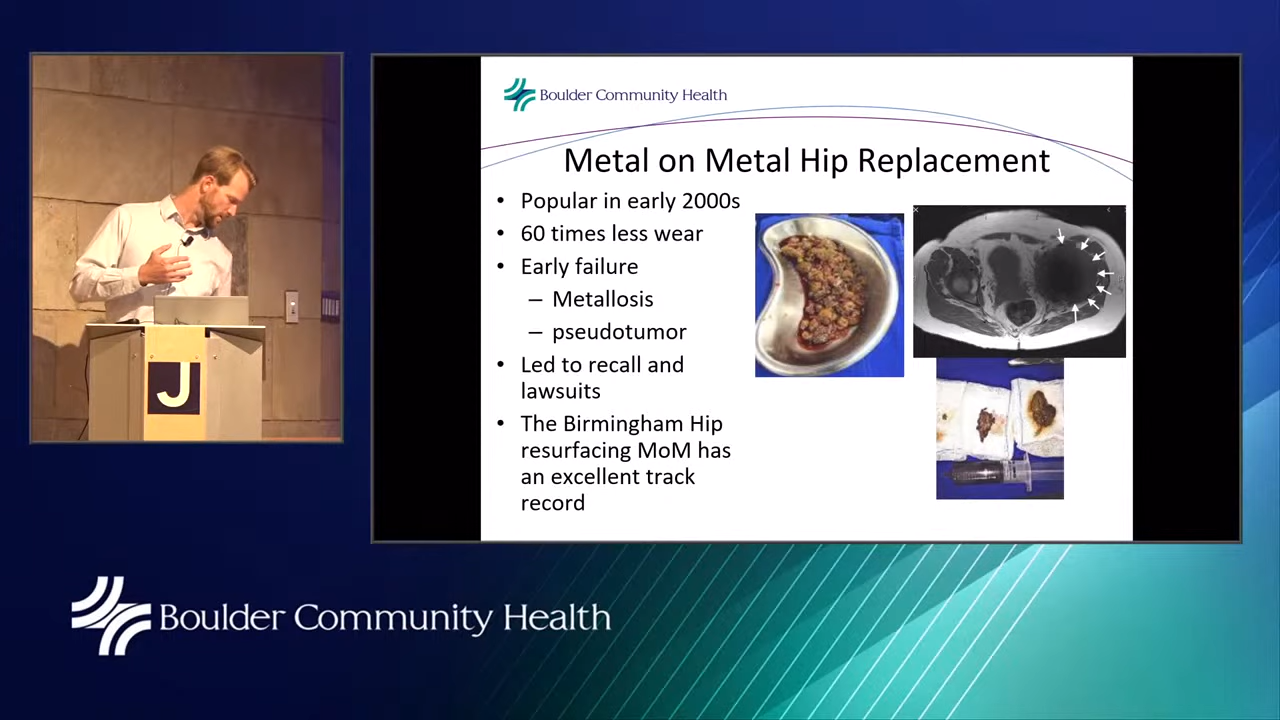 Boulder Community Health
Metal on Metal Hip Replacement
• Popular in early 2000s
• 60 times less wear
• Early failure
– Metallosis
– pseudotumor
• Led to recall and
lawsuits
• The Birmingham Hip
resurfacing MoM has
an excellent track
record
J
Boulder Community Health